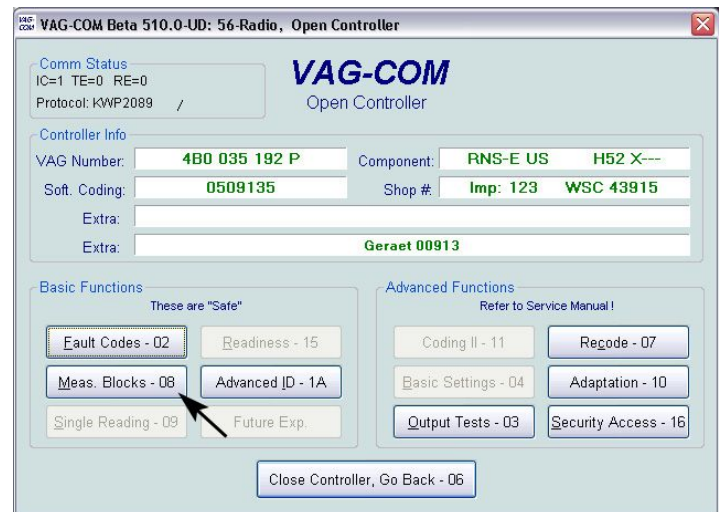 VAG-COM Beta 510.0-UD: 56-Radio, Open Controller
Comm Status
IC=1 TE=0 RE=0
Protocol: KWP2089 /
VAG-COM
Open Controller
Controller Info
VAG Number: 4B0 035 192 P Component: RNS-E US H52 X---
Soft. Coding: 0509135 Shop #: Imp: 123 WSC 43915
Extra:
Extra: Geraet 00913
Basic Functions
These are "Safe"
Fault Codes - 02 Readiness - 15
Meas. Blocks - 08 Advanced ID - 1A
Single Reading - 09 Future Exp.
Advanced Functions
Refer to Service Manual !
Coding II - 11 Recode - 07
Basic Settings - 04 Adaptation - 10
Output Tests - 03 Security Access - 16
Close Controller, Go Back - 06